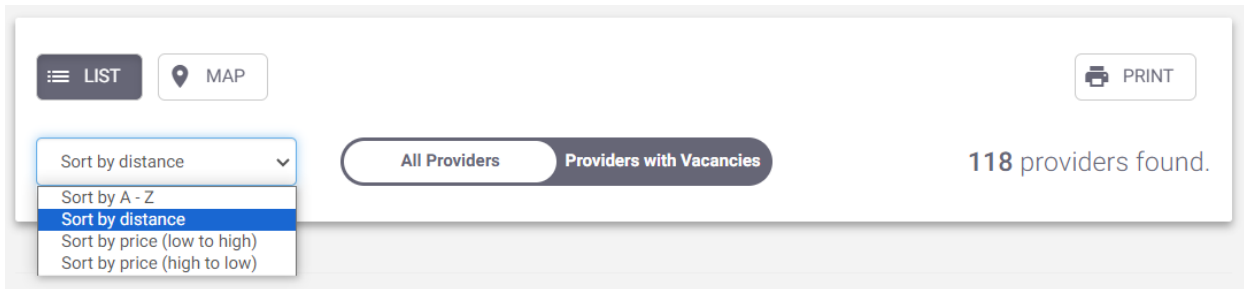 LIST
MAP
PRINT
Sort by distance
All Providers
Providers with Vacancies
118 providers found.
Sort by A - Z
Sort by distance
Sort by price (low to high)
Sort by price (high to low)